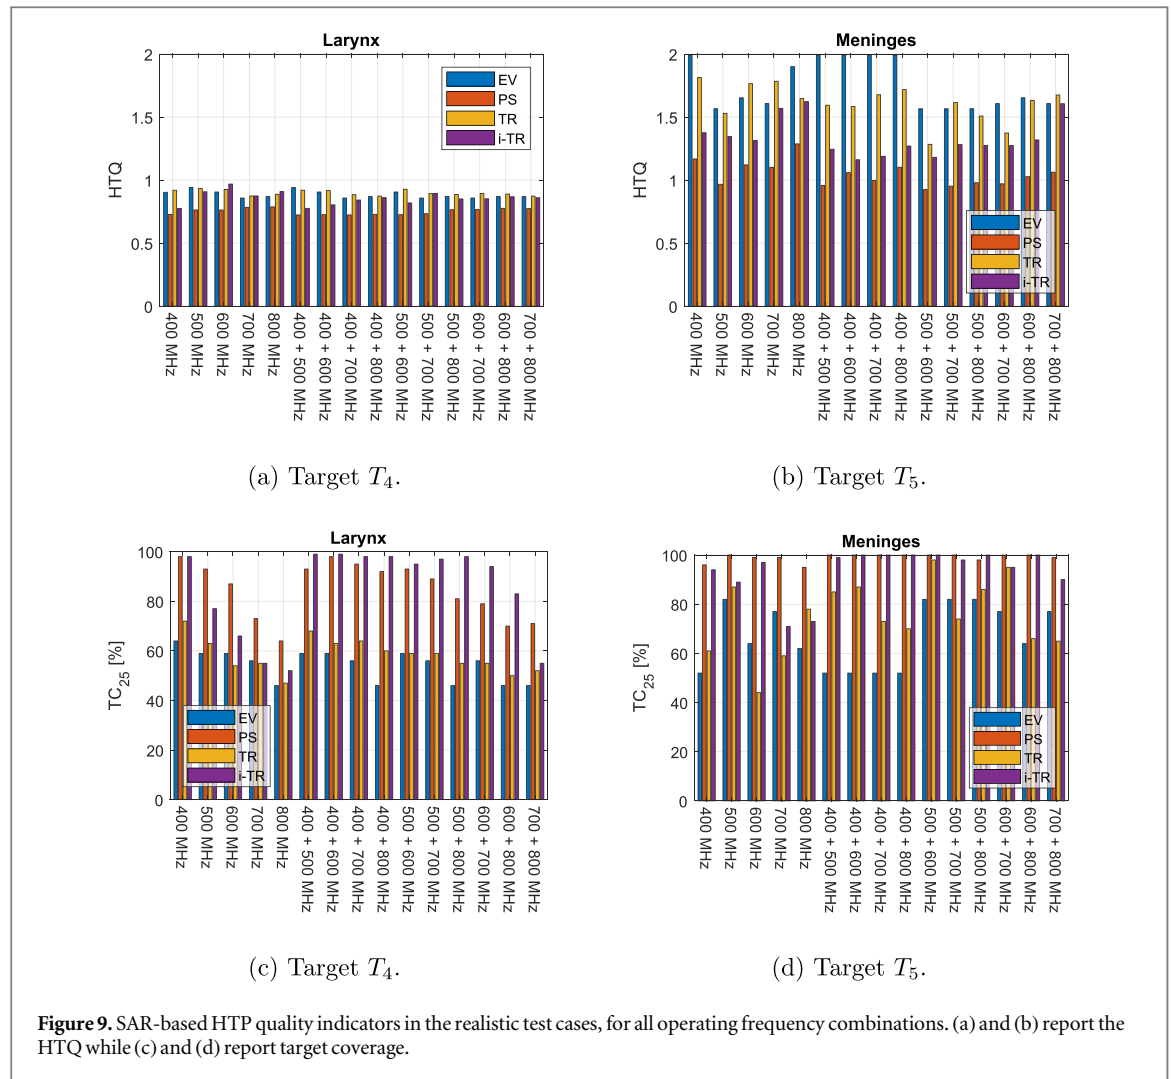 Larynx
2
1.5
1
0.5
0
HTQ
EV
PS
TR
i-TR
400 MHz
500 MHz
600 MHz
700 MHz
800 MHz
400 + 500 MHz
400 + 600 MHz
400 + 700 MHz
400 + 800 MHz
500 + 600 MHz
500 + 700 MHz
500 + 800 MHz
600 + 700 MHz
600 + 800 MHz
700 + 800 MHz
(a) Target T4.
Meninges
2
1.5
1
0.5
0
HTQ
EV
PS
TR
i-TR
400 MHz
500 MHz
600 MHz
700 MHz
800 MHz
400 + 500 MHz
400 + 600 MHz
400 + 700 MHz
400 + 800 MHz
500 + 600 MHz
500 + 700 MHz
500 + 800 MHz
600 + 700 MHz
600 + 800 MHz
700 + 800 MHz
(b) Target T5.
Larynx
100
80
60
40
20
0
TC25 [%]
EV
PS
TR
i-TR
400 MHz
500 MHz
600 MHz
700 MHz
800 MHz
400 + 500 MHz
400 + 600 MHz
400 + 700 MHz
400 + 800 MHz
500 + 600 MHz
500 + 700 MHz
500 + 800 MHz
600 + 700 MHz
600 + 800 MHz
700 + 800 MHz
(c) Target T4.
Meninges
100
80
60
40
20
0
TC25 [%]
EV
PS
TR
i-TR
400 MHz
500 MHz
600 MHz
700 MHz
800 MHz
400 + 500 MHz
400 + 600 MHz
400 + 700 MHz
400 + 800 MHz
500 + 600 MHz
500 + 700 MHz
500 + 800 MHz
600 + 700 MHz
600 + 800 MHz
700 + 800 MHz
(d) Target T5.
Figure 9. SAR-based HTP quality indicators in the realistic test cases, for all operating frequency combinations. (a) and (b) report the
HTQ while (c) and (d) report target coverage.